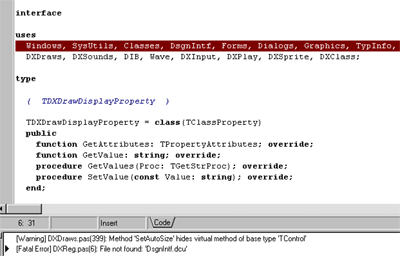 interface
uses
Windows, SysUtils, Classes, DsgnIntf, Forms, Dialogs, Graphics, TypInfo,
DXDraws, DXSounds, DIB, Wave, DXInput, DXPlay, DXSprite, DXClass;
type
{ TDXDrawDisplayProperty }
TDXDrawDisplayProperty = class(TClassProperty)
public
function GetAttributes: TPropertyAttributes; override;
function GetValue: string; override;
procedure GetValues(Proc: TGetStrProc); override;
procedure SetValue(const Value: string); override;
end;
6: 31 Insert Code
[Warning] DXDraws.pas(399): Method 'SetAutoSize' hides virtual method of base type 'TControl'
[Fatal Error] DXReg.pas(6): File not found: 'DsgnIntf.dcu'